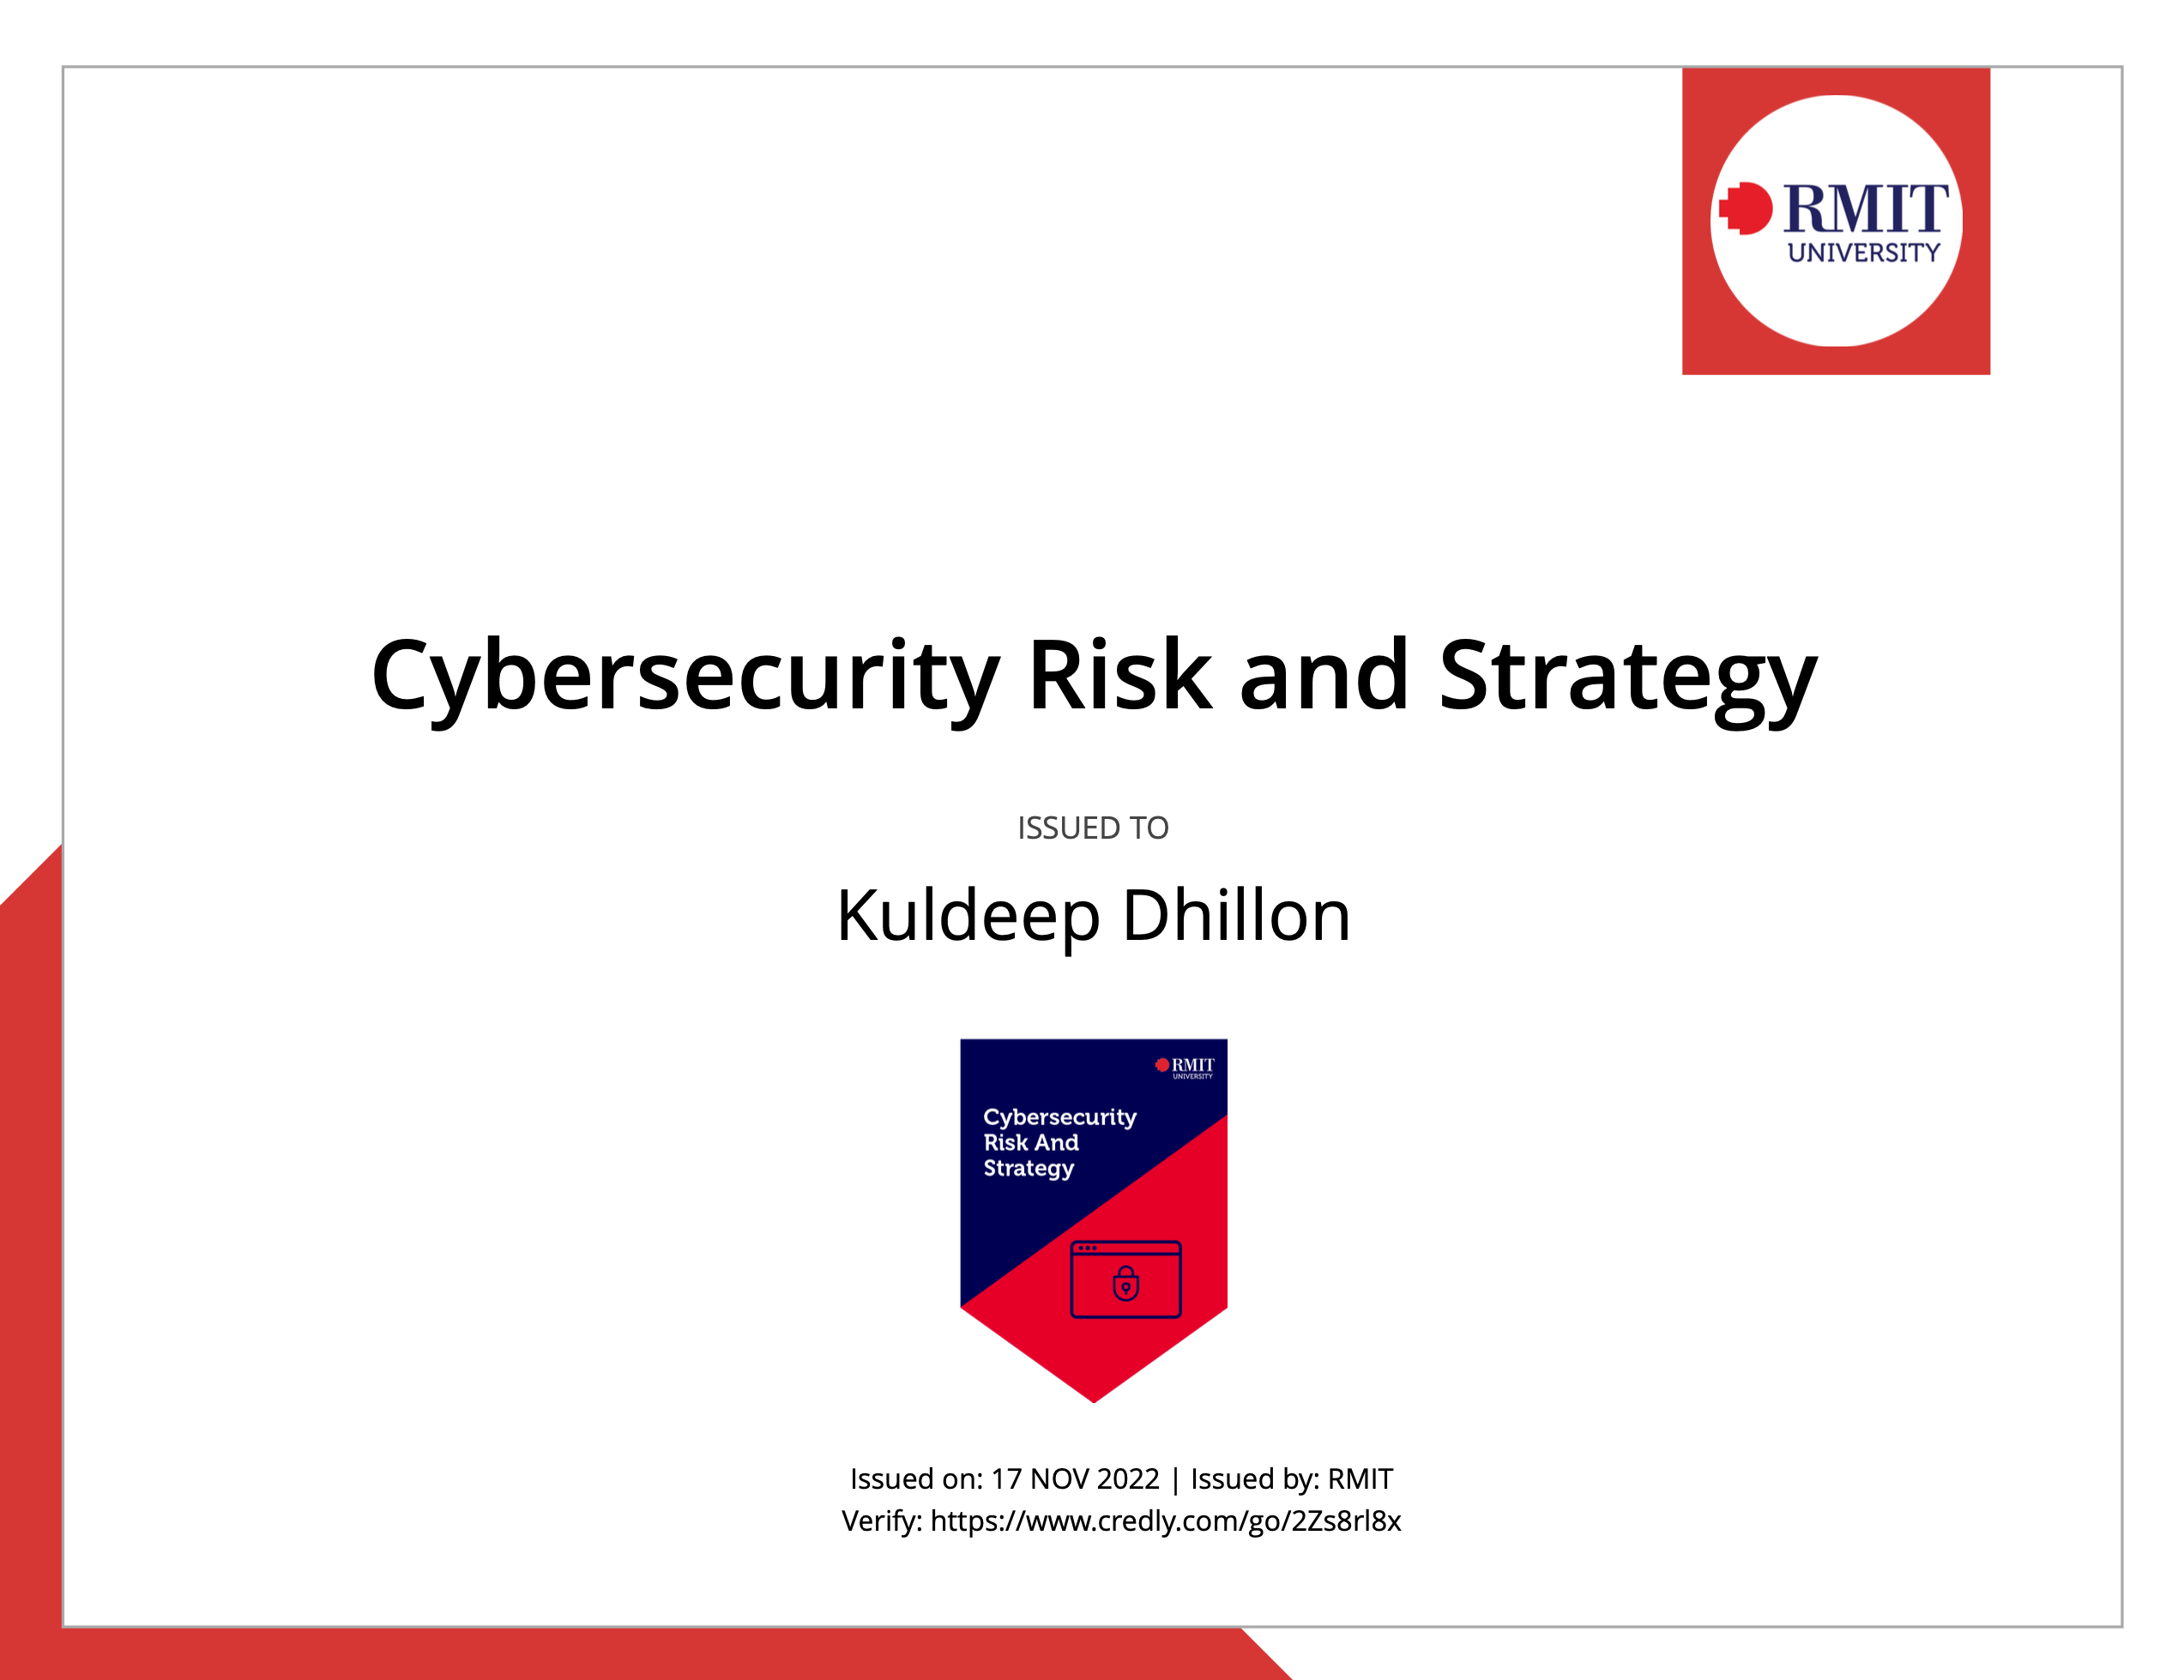 RMIT
UNIVERSITY
Cybersecurity Risk and Strategy
ISSUED TO
Kuldeep Dhillon
RMIT
UNIVERSITY
Cybersecurity
Risk And
Strategy
Issued on: 17 NOV 2022 | Issued by: RMIT
Verify: https://www.credly.com/go/2Zs8rl8x